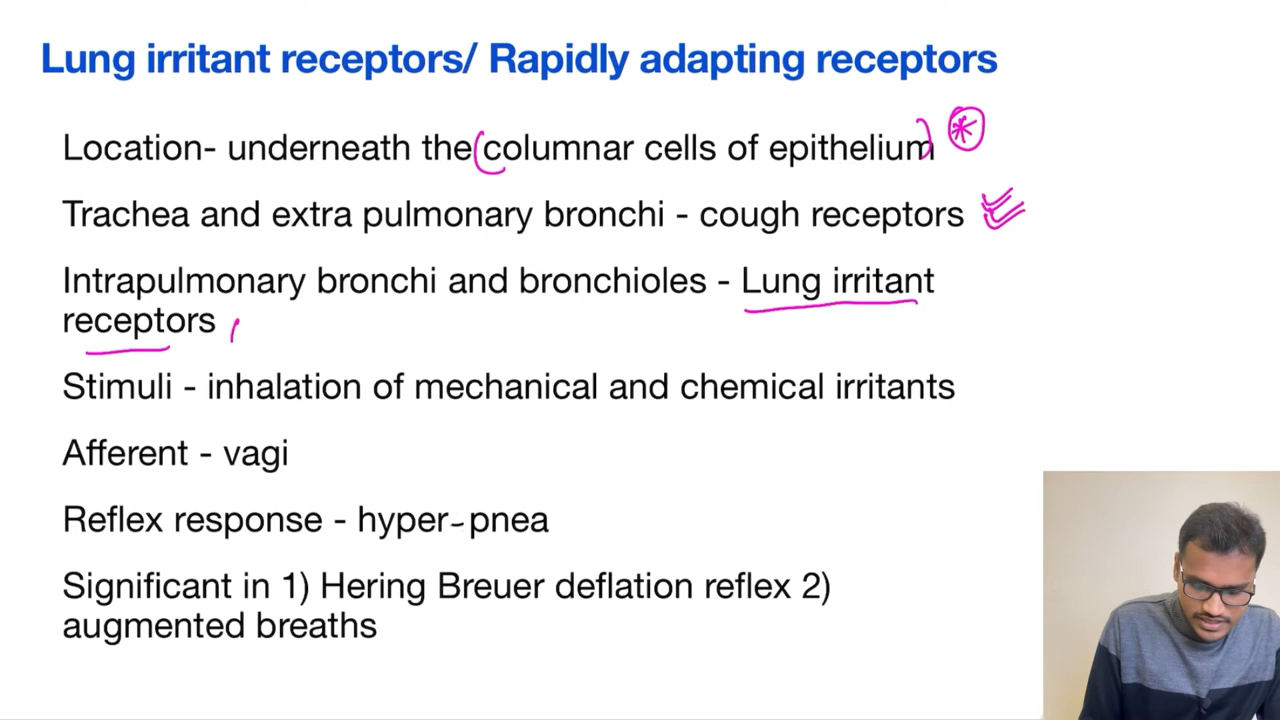 Lung irritant receptors/ Rapidly adapting receptors
Location- underneath the columnar cells of epithelium
Trachea and extra pulmonary bronchi - cough receptors
Intrapulmonary bronchi and bronchioles - Lung irritant
receptors
Stimuli - inhalation of mechanical and chemical irritants
Afferent - vagi
Reflex response - hyper-pnea
Significant in 1) Hering Breuer deflation reflex 2)
augmented breaths